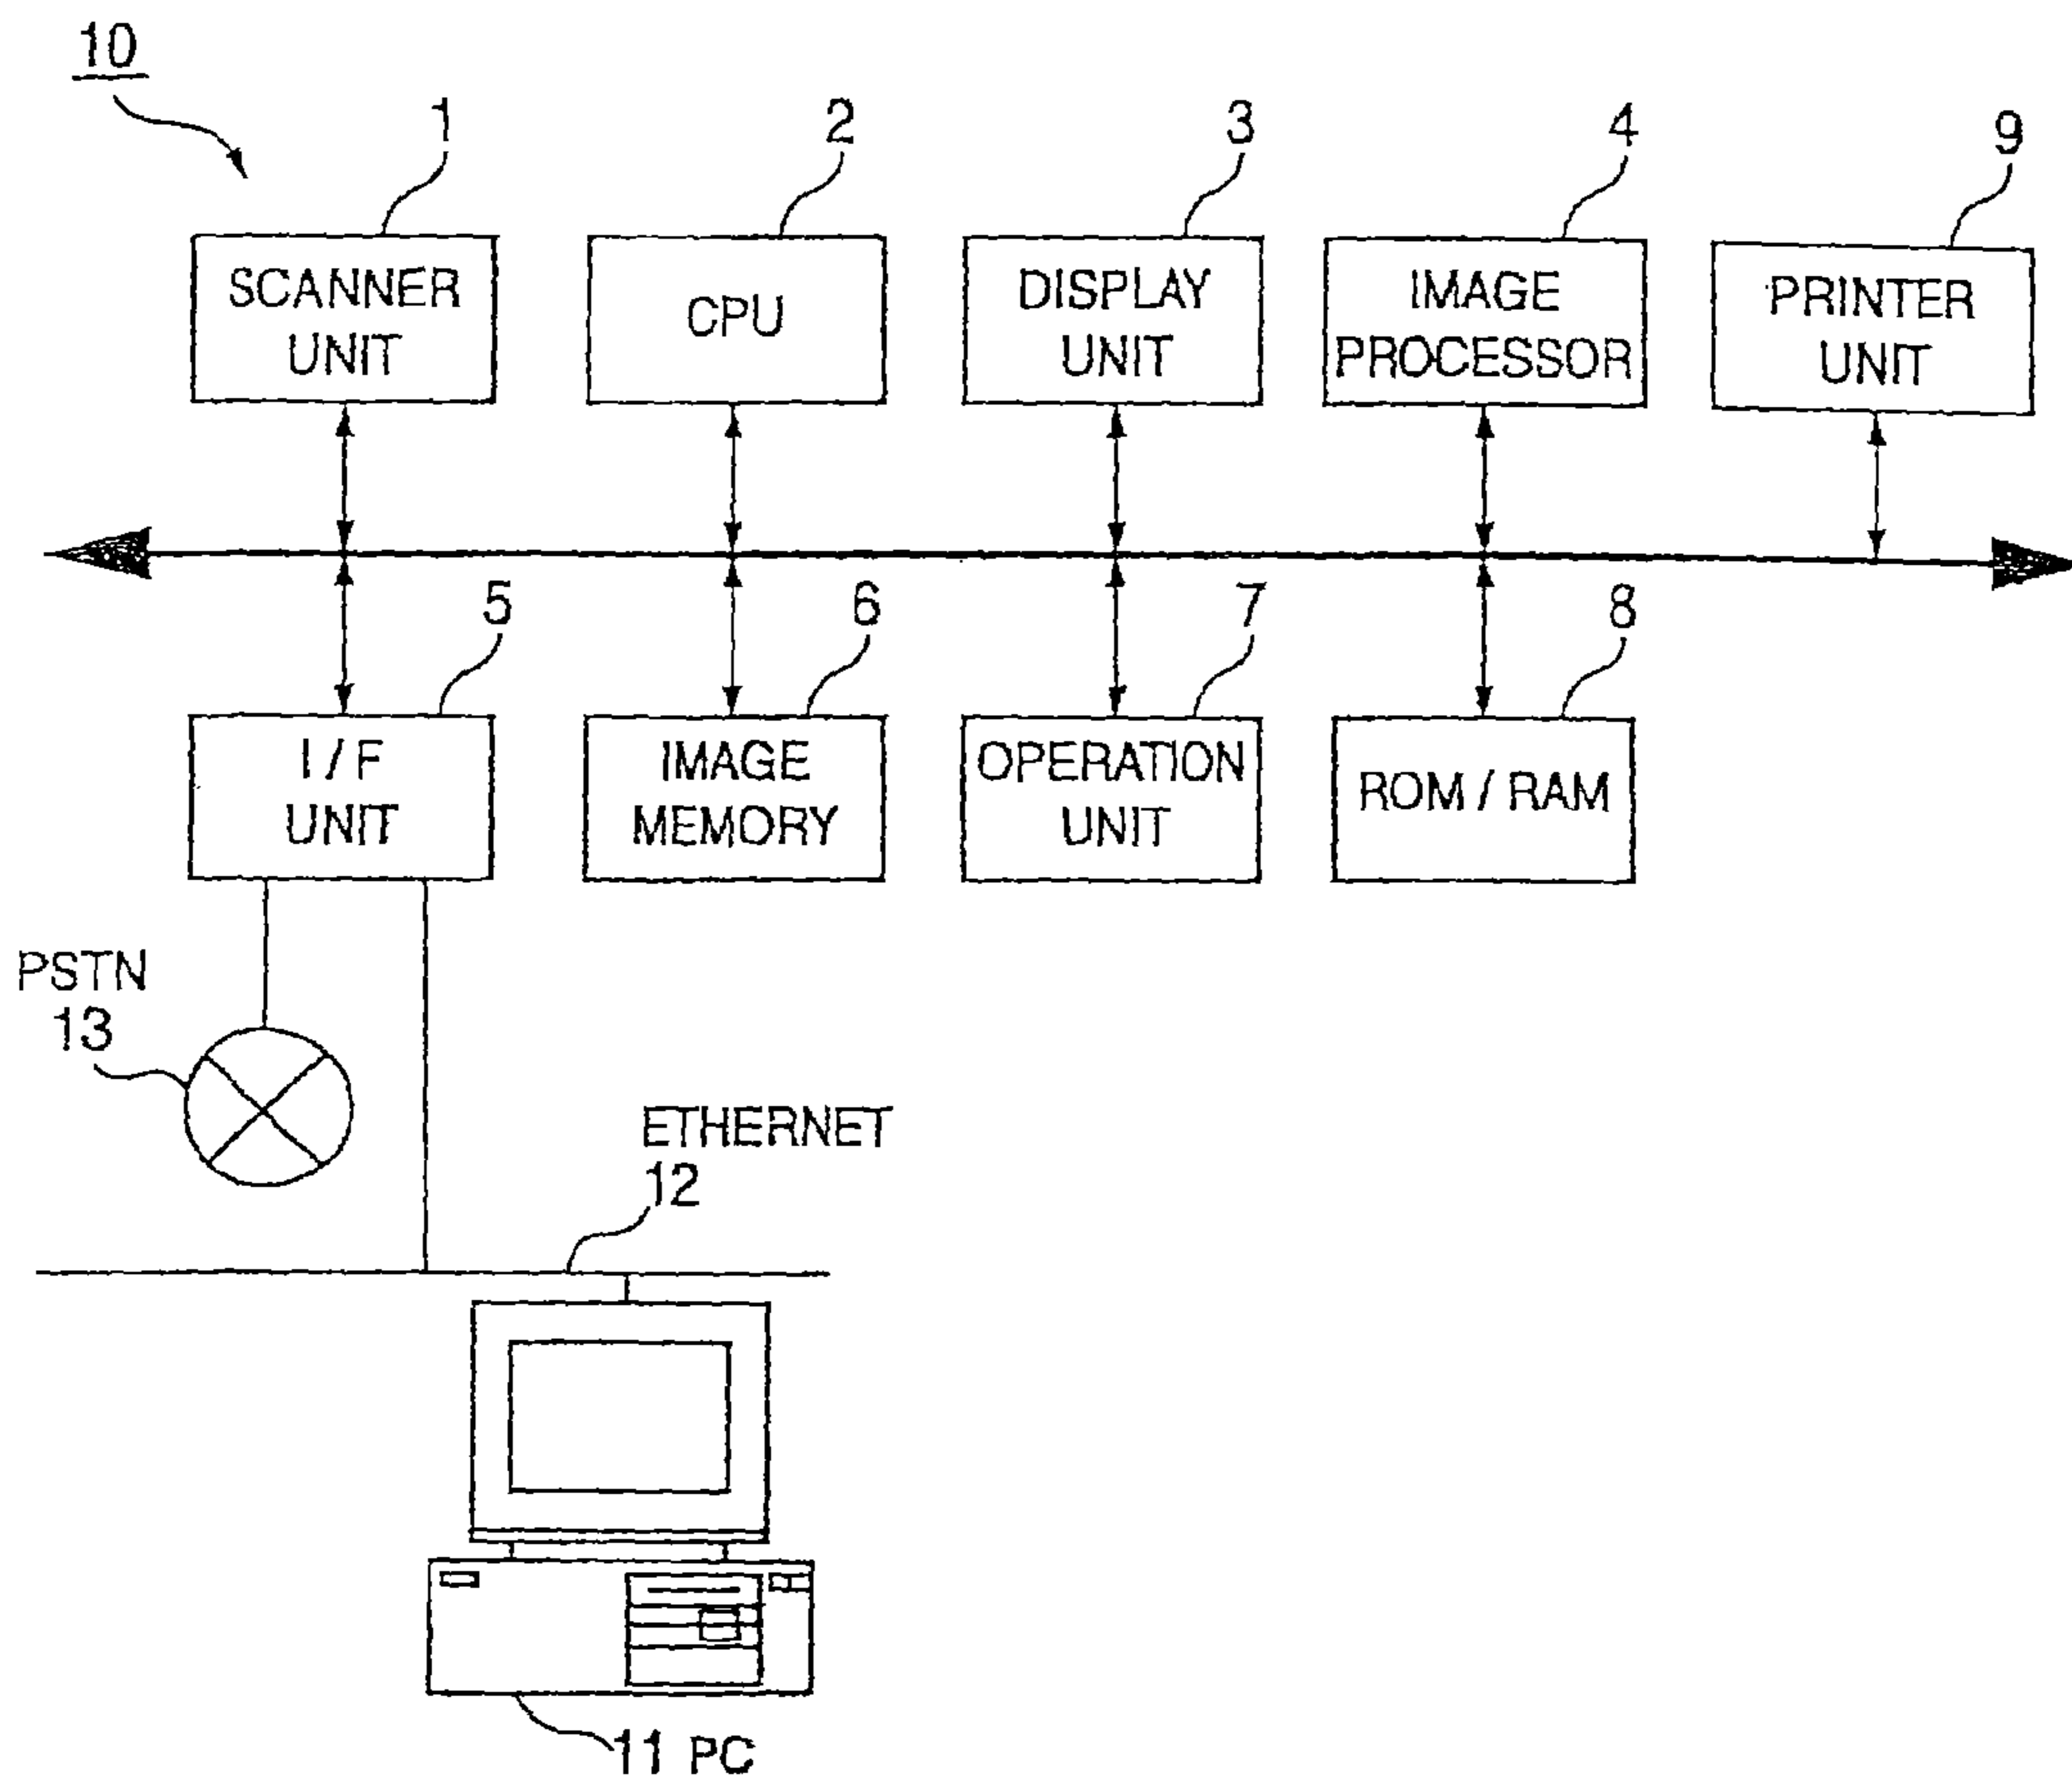 10
1
2
3
4
9
SCANNER
UNIT
CPU
DISPLAY
UNIT
IMAGE
PROCESSOR
PRINTER
UNIT
5
6
7
8
I / F
UNIT
IMAGE
MEMORY
OPERATION
UNIT
ROM / RAM
PSTN
13
ETHERNET
12
11 PC